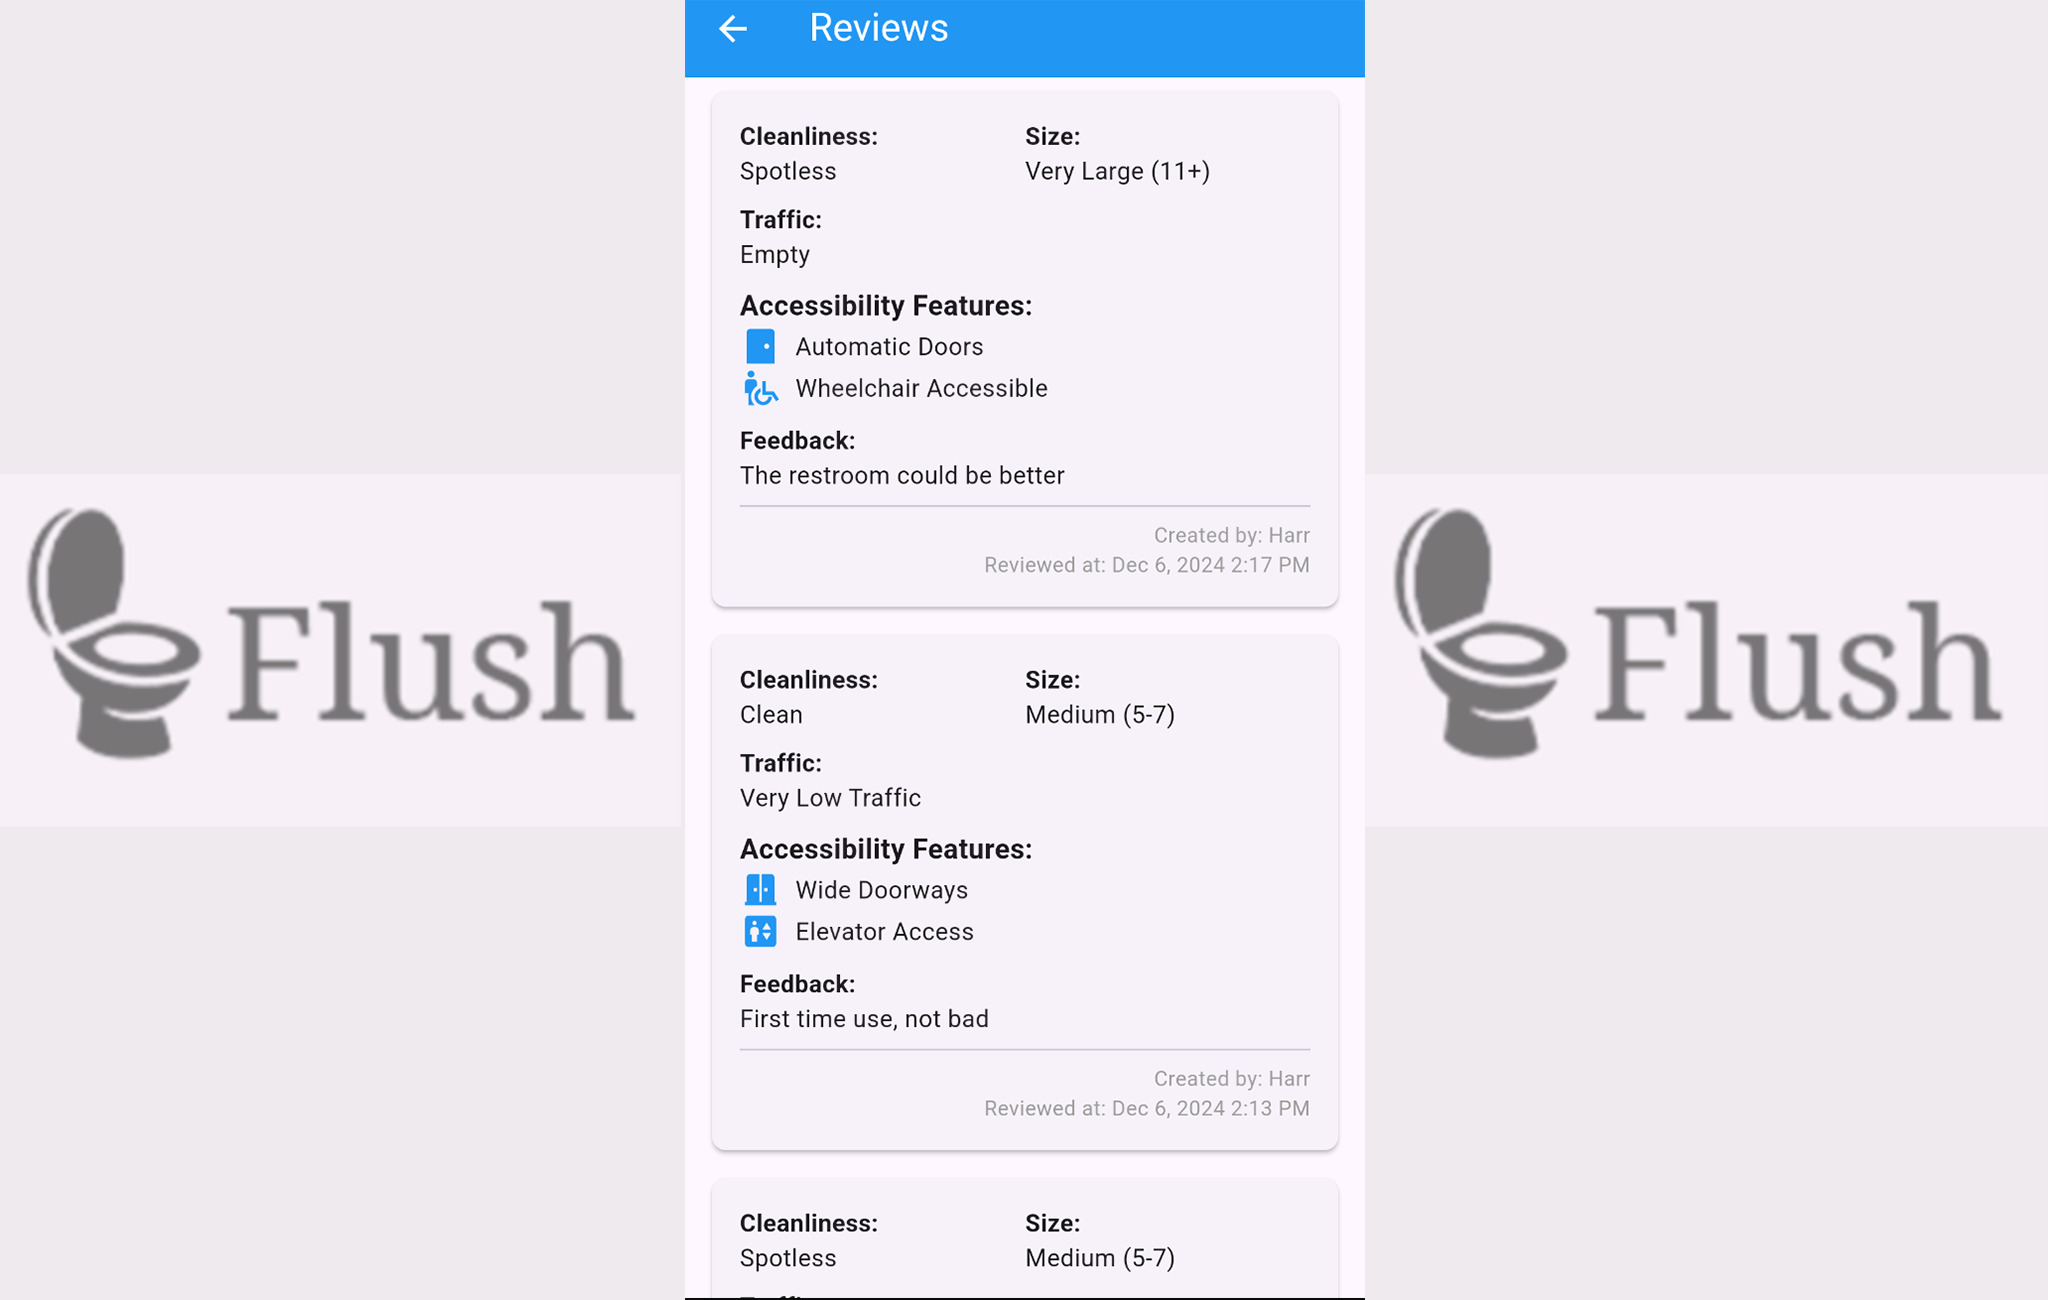 Reviews
Cleanliness:
Size:
Spotless
Very Large (11+)
Traffic:
Empty
Accessibility Features:
Automatic Doors
Wheelchair Accessible
Feedback:
The restroom could be better
Created by: Harr
Reviewed at: Dec 6, 2024 2:17 PM
Flush
Flush
Cleanliness:
Size:
Clean
Medium (5-7)
Traffic:
Very Low Traffic
Accessibility Features:
Wide Doorways
Elevator Access
Feedback:
First time use, not bad
Created by: Harr
Reviewed at: Dec 6, 2024 2:13 PM
Cleanliness:
Size:
Spotless
Medium (5-7)